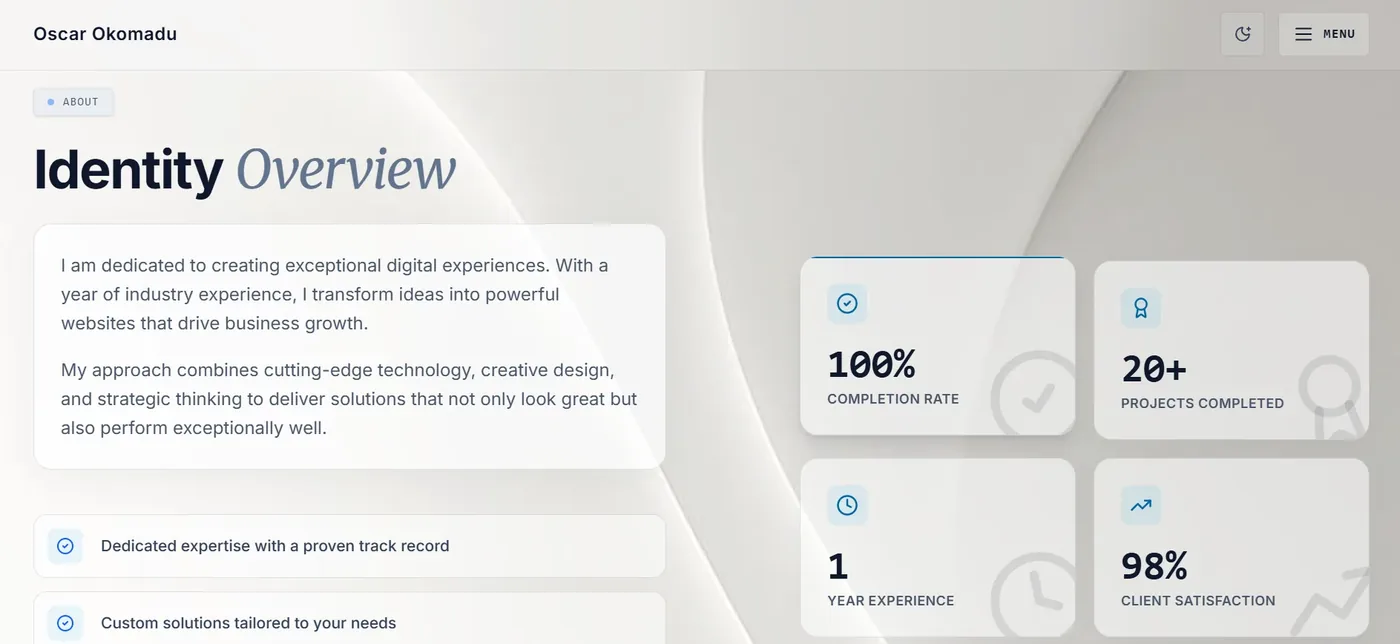 Oscar Okomadu
MENU
ABOUT
Identity Overview
I am dedicated to creating exceptional digital experiences. With a
year of industry experience, I transform ideas into powerful
websites that drive business growth.
My approach combines cutting-edge technology, creative design,
and strategic thinking to deliver solutions that not only look great but
also perform exceptionally well.
Dedicated expertise with a proven track record
Custom solutions tailored to your needs
100%
COMPLETION RATE
20+
PROJECTS COMPLETED
1
YEAR EXPERIENCE
98%
CLIENT SATISFACTION